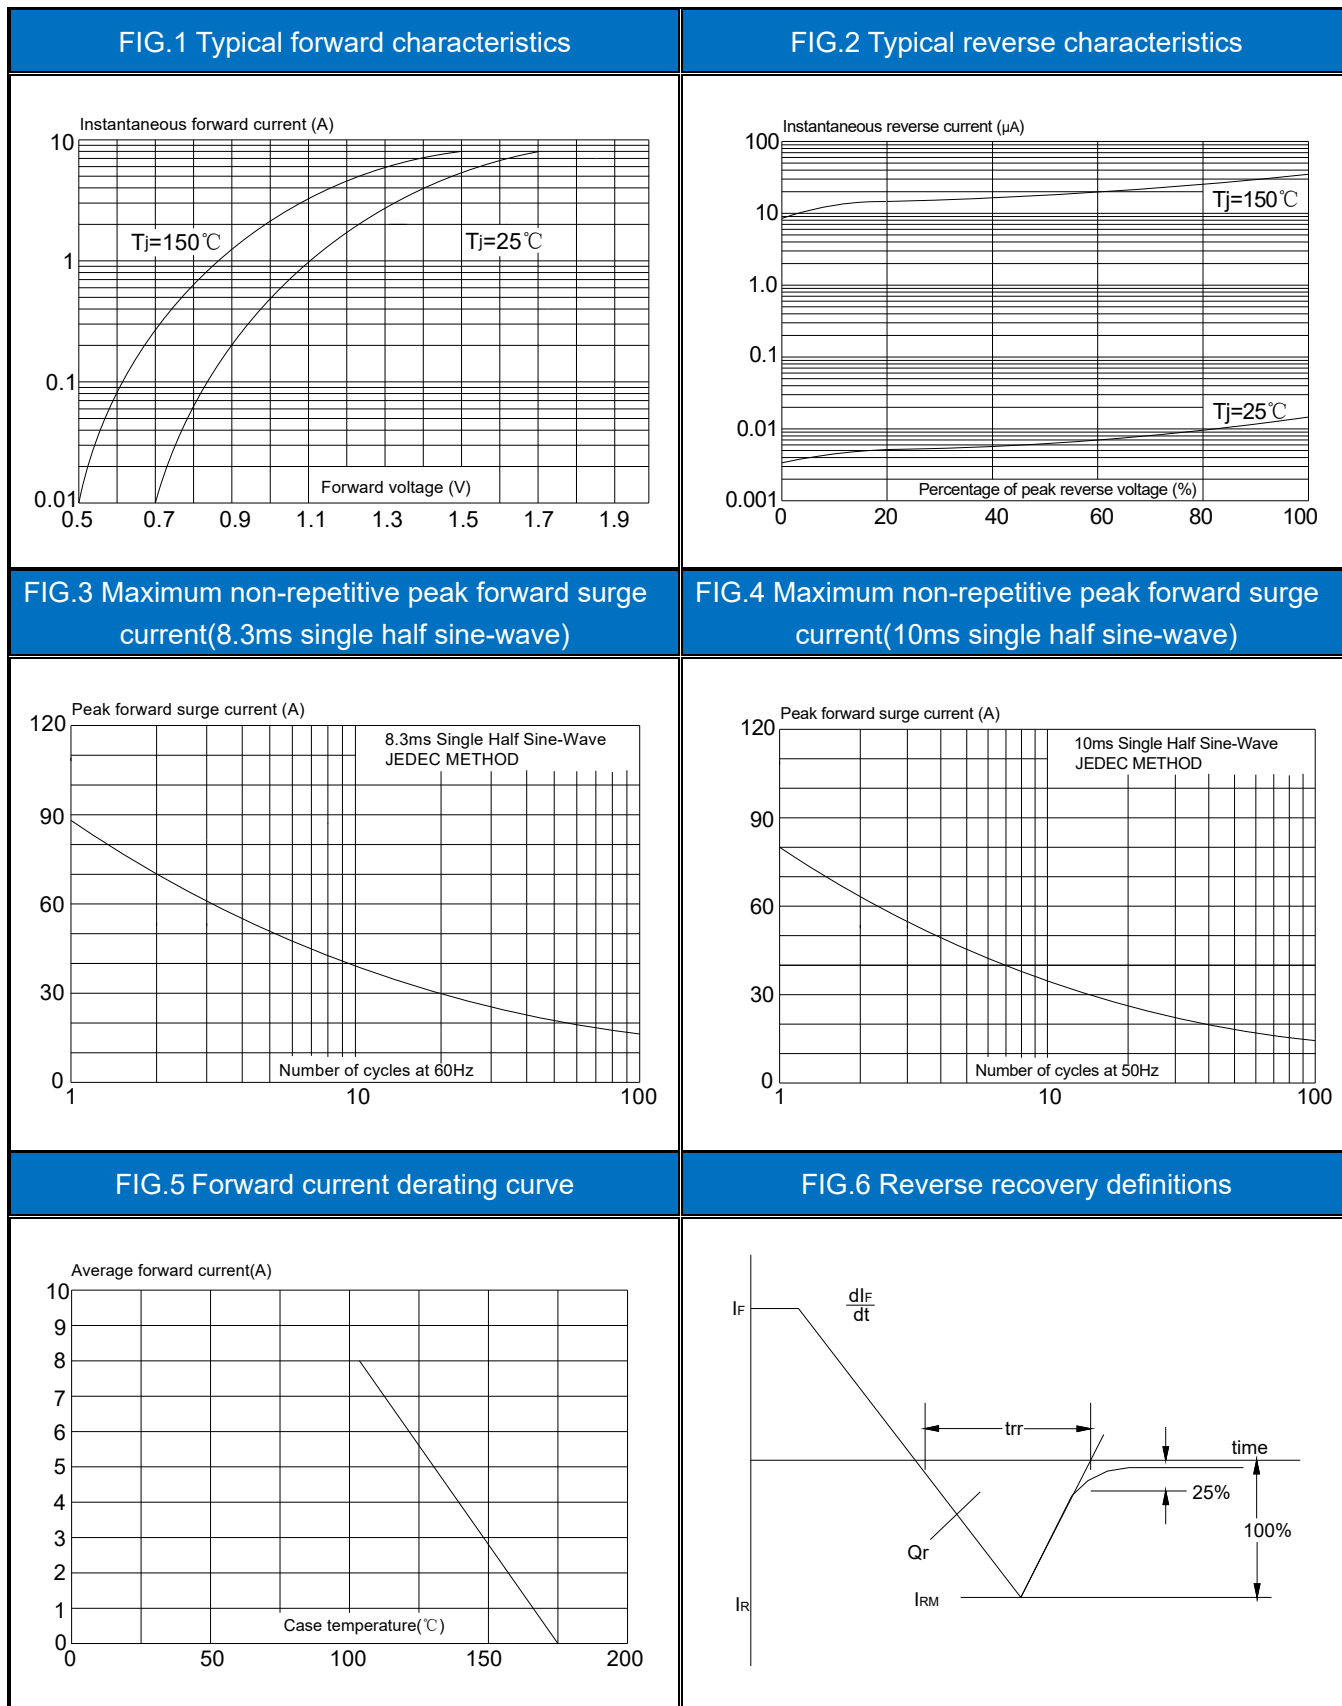 FIG.1 Typical forward characteristics
Instantaneous forward current (A)
10
1
0.1
0.01
Tj=150℃
Tj=25℃
Forward voltage (V)
0.5 0.7 0.9 1.1 1.3 1.5 1.7 1.9
FIG.2 Typical reverse characteristics
Instantaneous reverse current (μA)
100
10
1.0
0.1
0.01
0.001
Tj=150℃
Tj=25℃
Percentage of peak reverse voltage (%)
0 20 40 60 80 100
FIG.3 Maximum non-repetitive peak forward surge
current(8.3ms single half sine-wave)
Peak forward surge current (A)
120
90
60
30
0
8.3ms Single Half Sine-Wave
JEDEC METHOD
Number of cycles at 60Hz
1 10 100
FIG.4 Maximum non-repetitive peak forward surge
current(10ms single half sine-wave)
Peak forward surge current (A)
120
90
60
30
0
10ms Single Half Sine-Wave
JEDEC METHOD
Number of cycles at 50Hz
1 10 100
FIG.5 Forward current derating curve
Average forward current(A)
10
9
8
7
6
5
4
3
2
1
0
Case temperature(℃)
0 50 100 150 200
FIG.6 Reverse recovery definitions
IF
dIF
dt
trr
time
25%
100%
Qr
IR
IRM